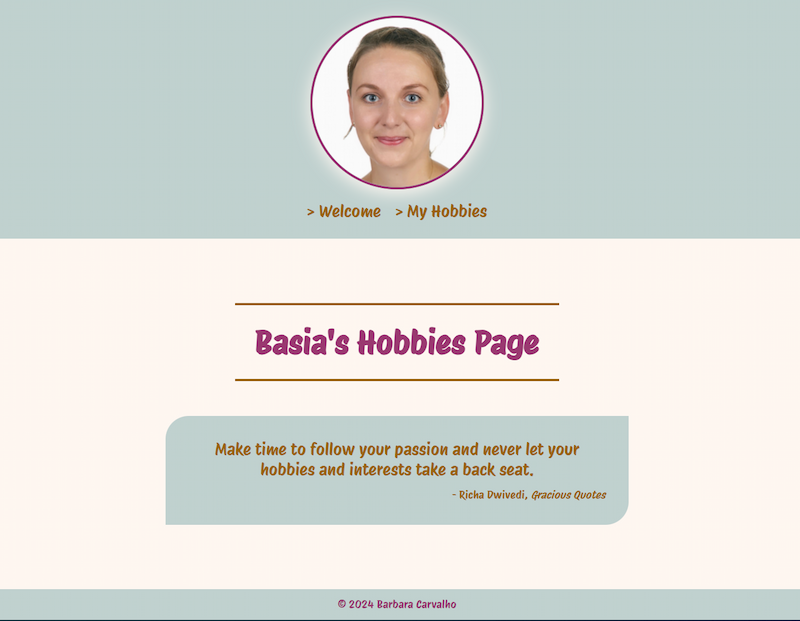 > Welcome > My Hobbies
Basia's Hobbies Page
Make time to follow your passion and never let your
hobbies and interests take a back seat.
- Richa Dwivedi, Gracious Quotes
© 2024 Barbara Carvalho